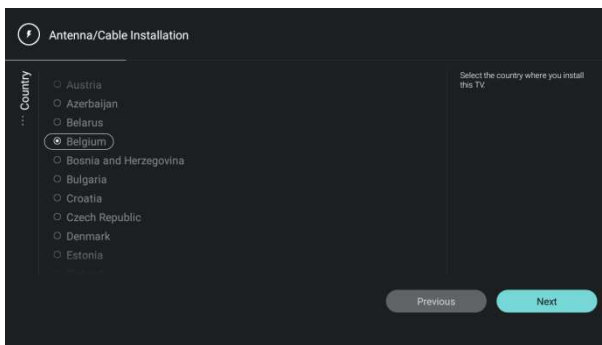 Antenna/Cable Installation
Country
Austria
Azerbaijan
Belarus
Belgium
Bosnia and Herzegovina
Bulgaria
Croatia
Czech Republic
Denmark
Estonia
Select the country where you install
this TV.
Previous
Next